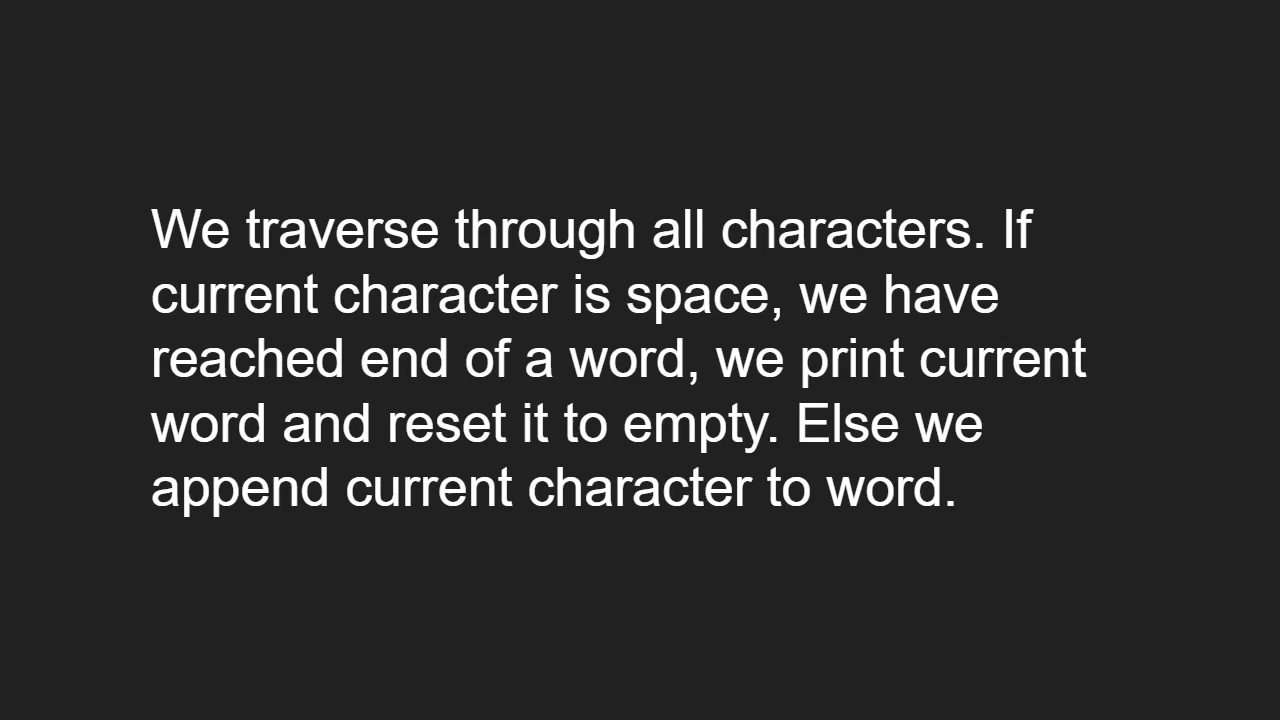 We traverse through all characters. If
current character is space, we have
reached end of a word, we print current
word and reset it to empty. Else we
append current character to word.